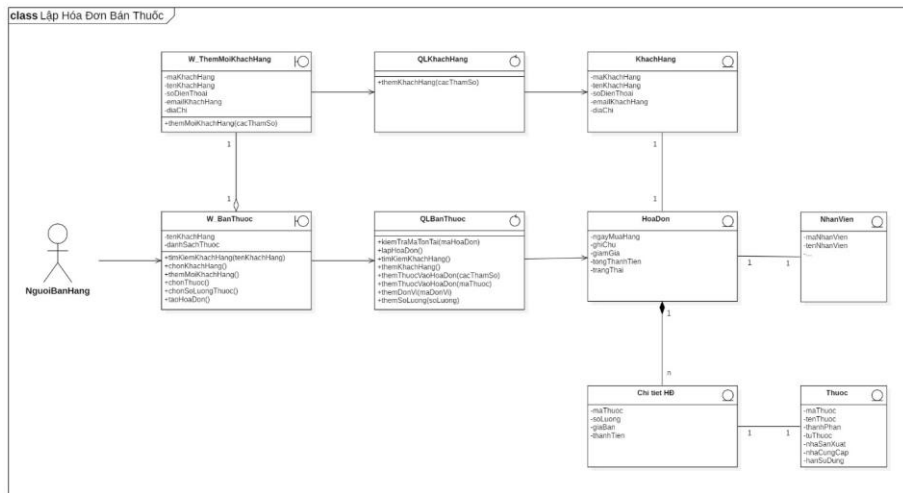 class Lập Hóa Đơn Bán Thuốc
W_ThemMoiKhachHang
-maKhachHang
-tenKhachHang
-soDienThoai
-emailKhachHang
-diaChi
+themMoiKhachHang(cacThamSo)
QLKhachHang
+themKhachHang(cacThamSo)
KhachHang
-maKhachHang
-tenKhachHang
-soDienThoai
-emailKhachHang
-diaChi
1
1
1
1
NguoiBanHang
W_BanThuoc
-tenKhachHang
-danhSachThuoc
+timKiemKhachHang(tenKhachHang)
+chonKhachHang()
+themMoiKhachHang()
+chonThuoc()
+chonSoLuongThuoc()
+taoHoaDon()
QLBanThuoc
+kiemTraMaTonTai(maHoaDon)
+lapHoaDon()
+timKiemKhachHang()
+themKhachHang()
+themThuocVaoHoaDon(cacThamSo)
+themThuocVaoHoaDon(maThuoc)
+themDonVi(maDonVi)
+themSoLuong(soLuong)
HoaDon
-ngayMuaHang
-ghiChu
-giamGia
-tongThanhTien
-trangThai
1
1
NhanVien
-maNhanVien
-tenNhanVien
-...
1
n
Chi tiet HĐ
-maThuoc
-soLuong
-giaBan
-thanhTien
1
1
Thuoc
-maThuoc
-tenThuoc
-thanhPhan
-tuThuoc
-nhaSanXuat
-nhaCungCap
-hanSuDung